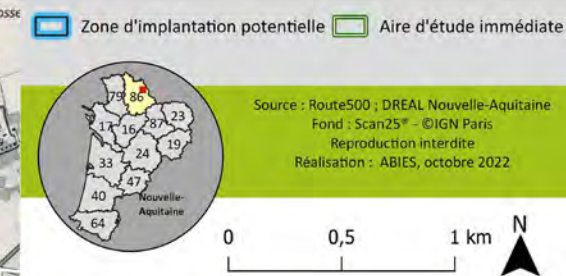 OSSE
Zone d'implantation potentielle
Aire d'étude immédiate
79 86
17 16 87 23
19
33 24
47
40
64
Nouvelle-
Aquitaine
Source : Route500 ; DREAL Nouvelle-Aquitaine
Fond : Scan25® - ©IGN Paris
Reproduction interdite
Réalisation : ABIES, octobre 2022
0 0,5 1 km
N